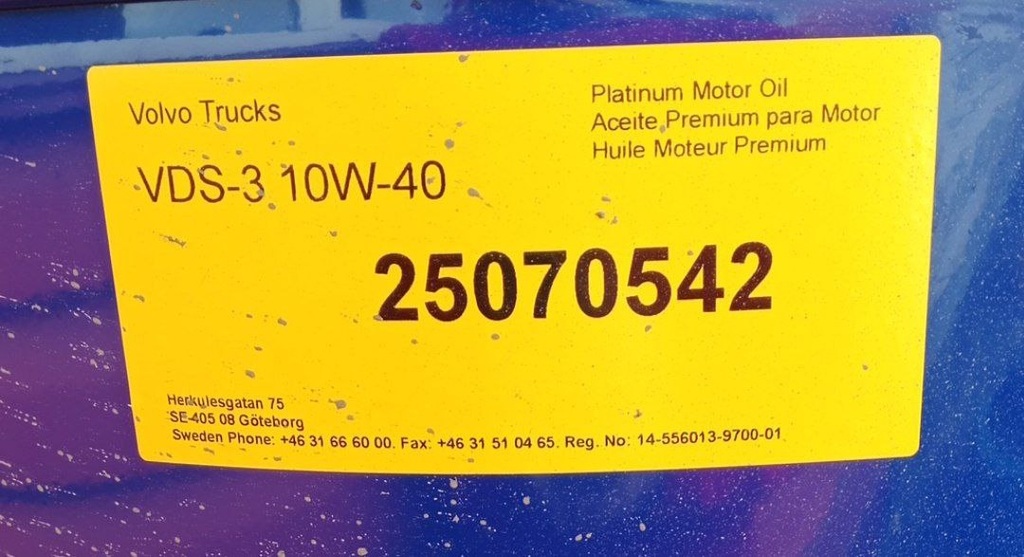 Volvo Trucks
VDS-3 10W-40
Platinum Motor Oil
Aceite Premium para Motor
Huile Moteur Premium
25070542
Herkulesgatan 75
SE-405 08 Göteborg
Sweden Phone: +46 31 66 60 00. Fax: +46 31 51 04 65. Reg. No: 14-556013-9700-01